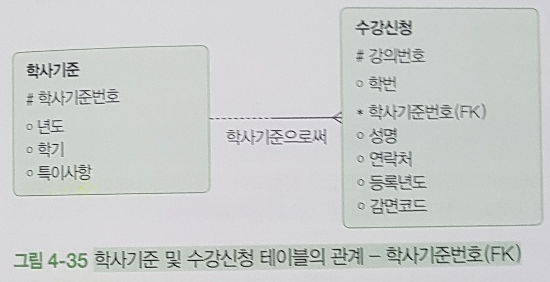 학사기준
# 학사기준번호
○ 년도
○ 학기
○ 특이사항
학사기준으로써
수강신청
# 강의번호
○ 학번
* 학사기준번호(FK)
○ 성명
○ 연락처
○ 등록년도
○ 감면코드
그림 4-35 학사기준 및 수강신청 테이블의 관계 – 학사기준번호(FK)